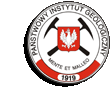 PAŃSTWOWY INSTYTUT GEOLOGICZNY
MENTE ET MALLEO
1919